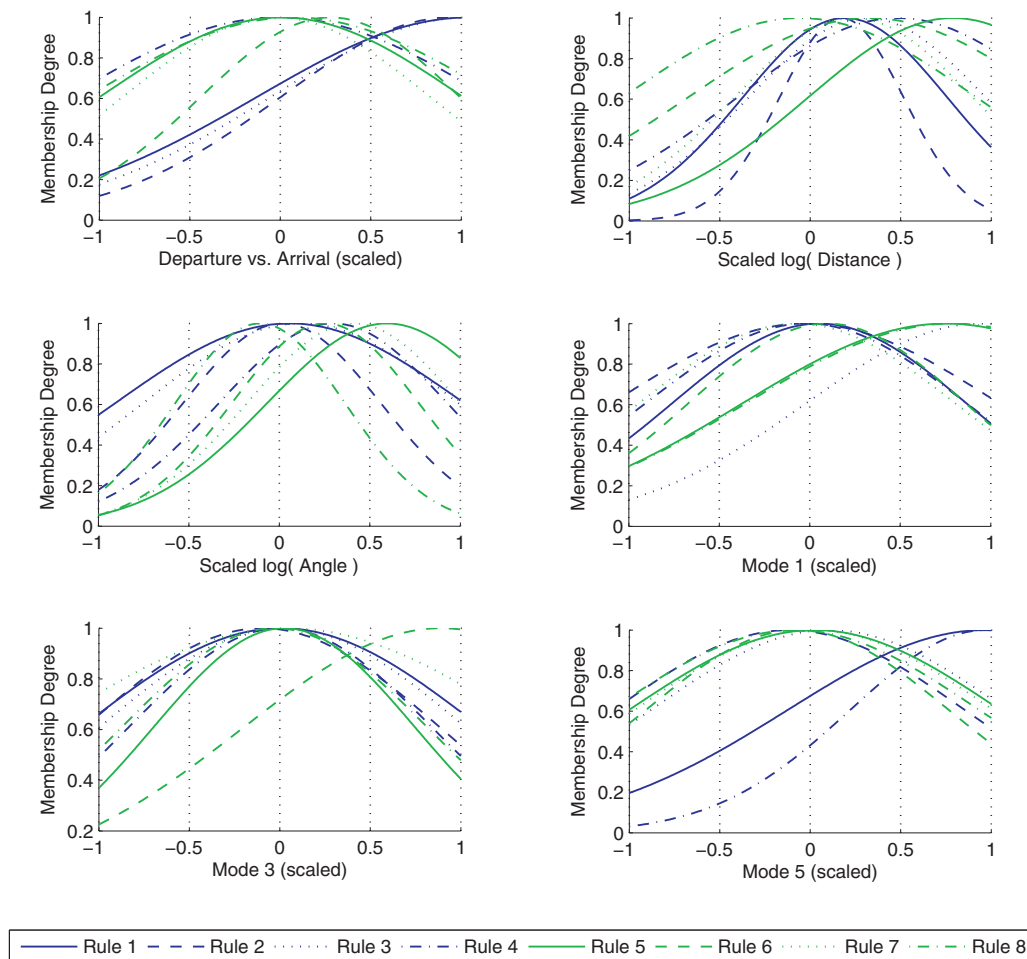 Membership Degree
1
0.8
0.6
0.4
0.2
0
−1 −0.5 0 0.5 1
Departure vs. Arrival (scaled)
Membership Degree
1
0.8
0.6
0.4
0.2
0
−1 −0.5 0 0.5 1
Scaled log( Distance )
Membership Degree
1
0.8
0.6
0.4
0.2
0
−1 −0.5 0 0.5 1
Scaled log( Angle )
Membership Degree
1
0.8
0.6
0.4
0.2
0
−1 −0.5 0 0.5 1
Mode 1 (scaled)
Membership Degree
1
0.8
0.6
0.4
0.2
−1 −0.5 0 0.5 1
Mode 3 (scaled)
Membership Degree
1
0.8
0.6
0.4
0.2
0
−1 −0.5 0 0.5 1
Mode 5 (scaled)
Rule 1 Rule 2 Rule 3 Rule 4 Rule 5 Rule 6 Rule 7 Rule 8